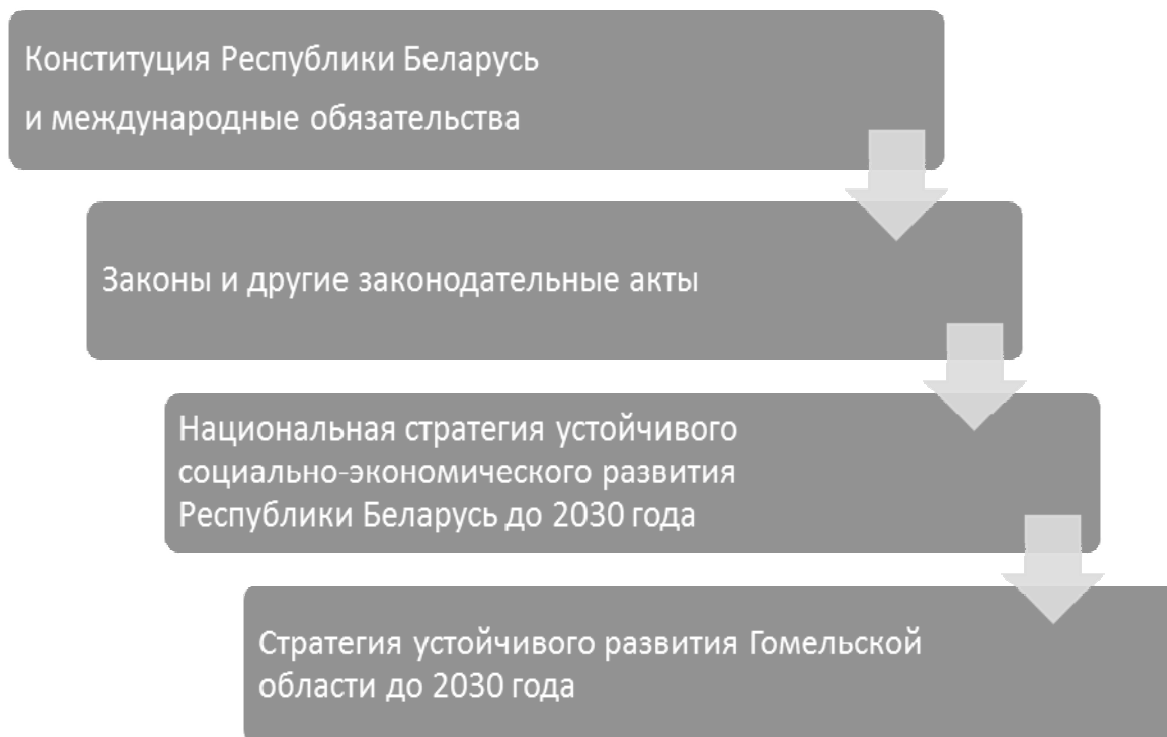 Конституция Республики Беларусь
и международные обязательства
Законы и другие законодательные акты
Национальная стратегия устойчивого
социально-экономического развития
Республики Беларусь до 2030 года
Стратегия устойчивого развития Гомельской
области до 2030 года